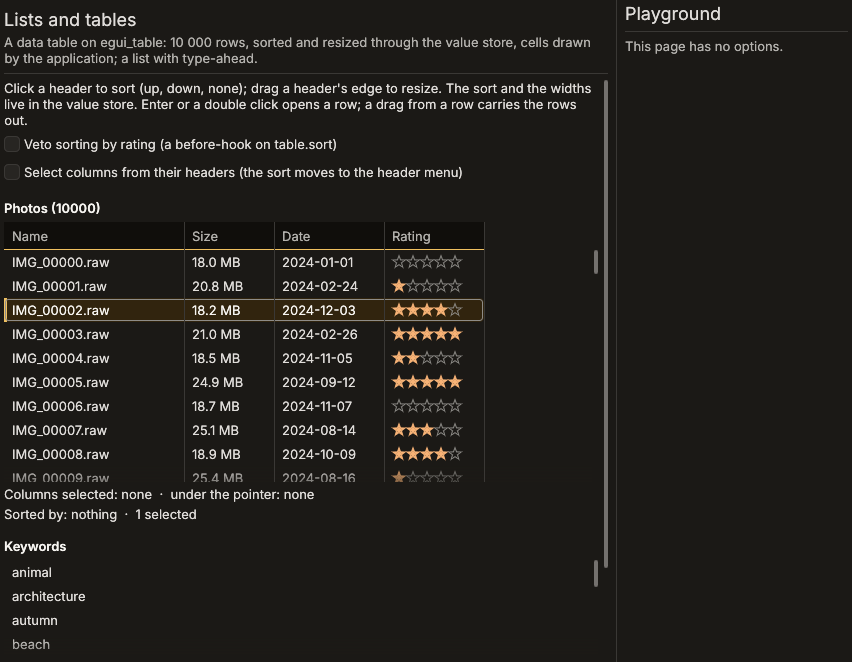 Lists and tables
A data table on egui_table: 10 000 rows, sorted and resized through the value store, cells drawn
by the application; a list with type-ahead.
Click a header to sort (up, down, none); drag a header's edge to resize. The sort and the widths
live in the value store. Enter or a double click opens a row; a drag from a row carries the rows
out.
Veto sorting by rating (a before-hook on table.sort)
Select columns from their headers (the sort moves to the header menu)
Photos (10000)
Name Size Date Rating
IMG_00000.raw 18.0 MB 2024-01-01 ☆☆☆☆☆
IMG_00001.raw 20.8 MB 2024-02-24 ★☆☆☆☆
IMG_00002.raw 18.2 MB 2024-12-03 ★★★★☆
IMG_00003.raw 21.0 MB 2024-02-26 ★★★★★
IMG_00004.raw 18.5 MB 2024-11-05 ★★☆☆☆
IMG_00005.raw 24.9 MB 2024-09-12 ★★★★★
IMG_00006.raw 18.7 MB 2024-11-07 ☆☆☆☆☆
IMG_00007.raw 25.1 MB 2024-08-14 ★★★☆☆
IMG_00008.raw 18.9 MB 2024-10-09 ★★★★☆
IMG_00009.raw 25.4 MB 2024-08-16 ★☆☆☆☆
Columns selected: none · under the pointer: none
Sorted by: nothing · 1 selected
Keywords
animal
architecture
autumn
beach
Playground
This page has no options.